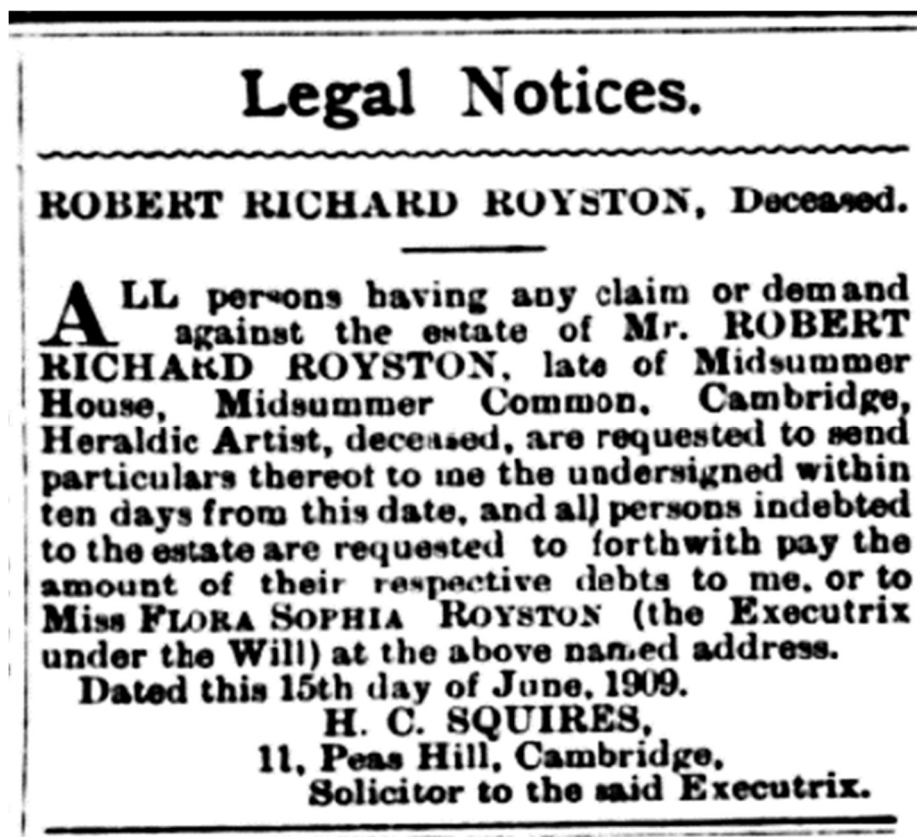 Legal Notices.
ROBERT RICHARD ROYSTON, Deceased.
ALL persons having any claim or demand
against the estate of Mr. ROBERT
RICHARD ROYSTON, late of Midsummer
House, Midsummer Common, Cambridge,
Heraldic Artist, deceased, are requested to send
particulars thereof to me the undersigned within
ten days from this date, and all persons indebted
to the estate are requested to forthwith pay the
amount of their respective debts to me, or to
Miss FLORA SOPHIA ROYSTON (the Executrix
under the Will) at the above named address.
Dated this 15th day of June, 1909.
H. C. SQUIRES,
11, Peas Hill, Cambridge,
Solicitor to the said Executrix.